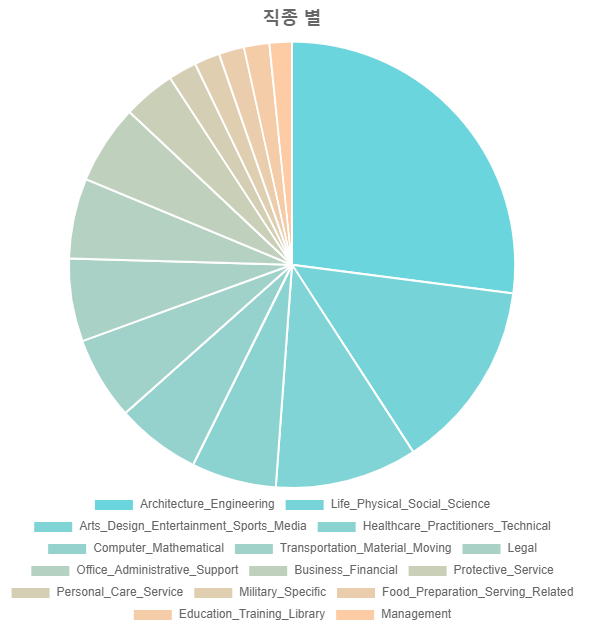 직종 별
Architecture_Engineering Life_Physical_Social_Science
Arts_Design_Entertainment_Sports_Media Healthcare_Practitioners_Technical
Computer_Mathematical Transportation_Material_Moving Legal
Office_Administrative_Support Business_Financial Protective_Service
Personal_Care_Service Military_Specific Food_Preparation_Serving_Related
Education_Training_Library Management